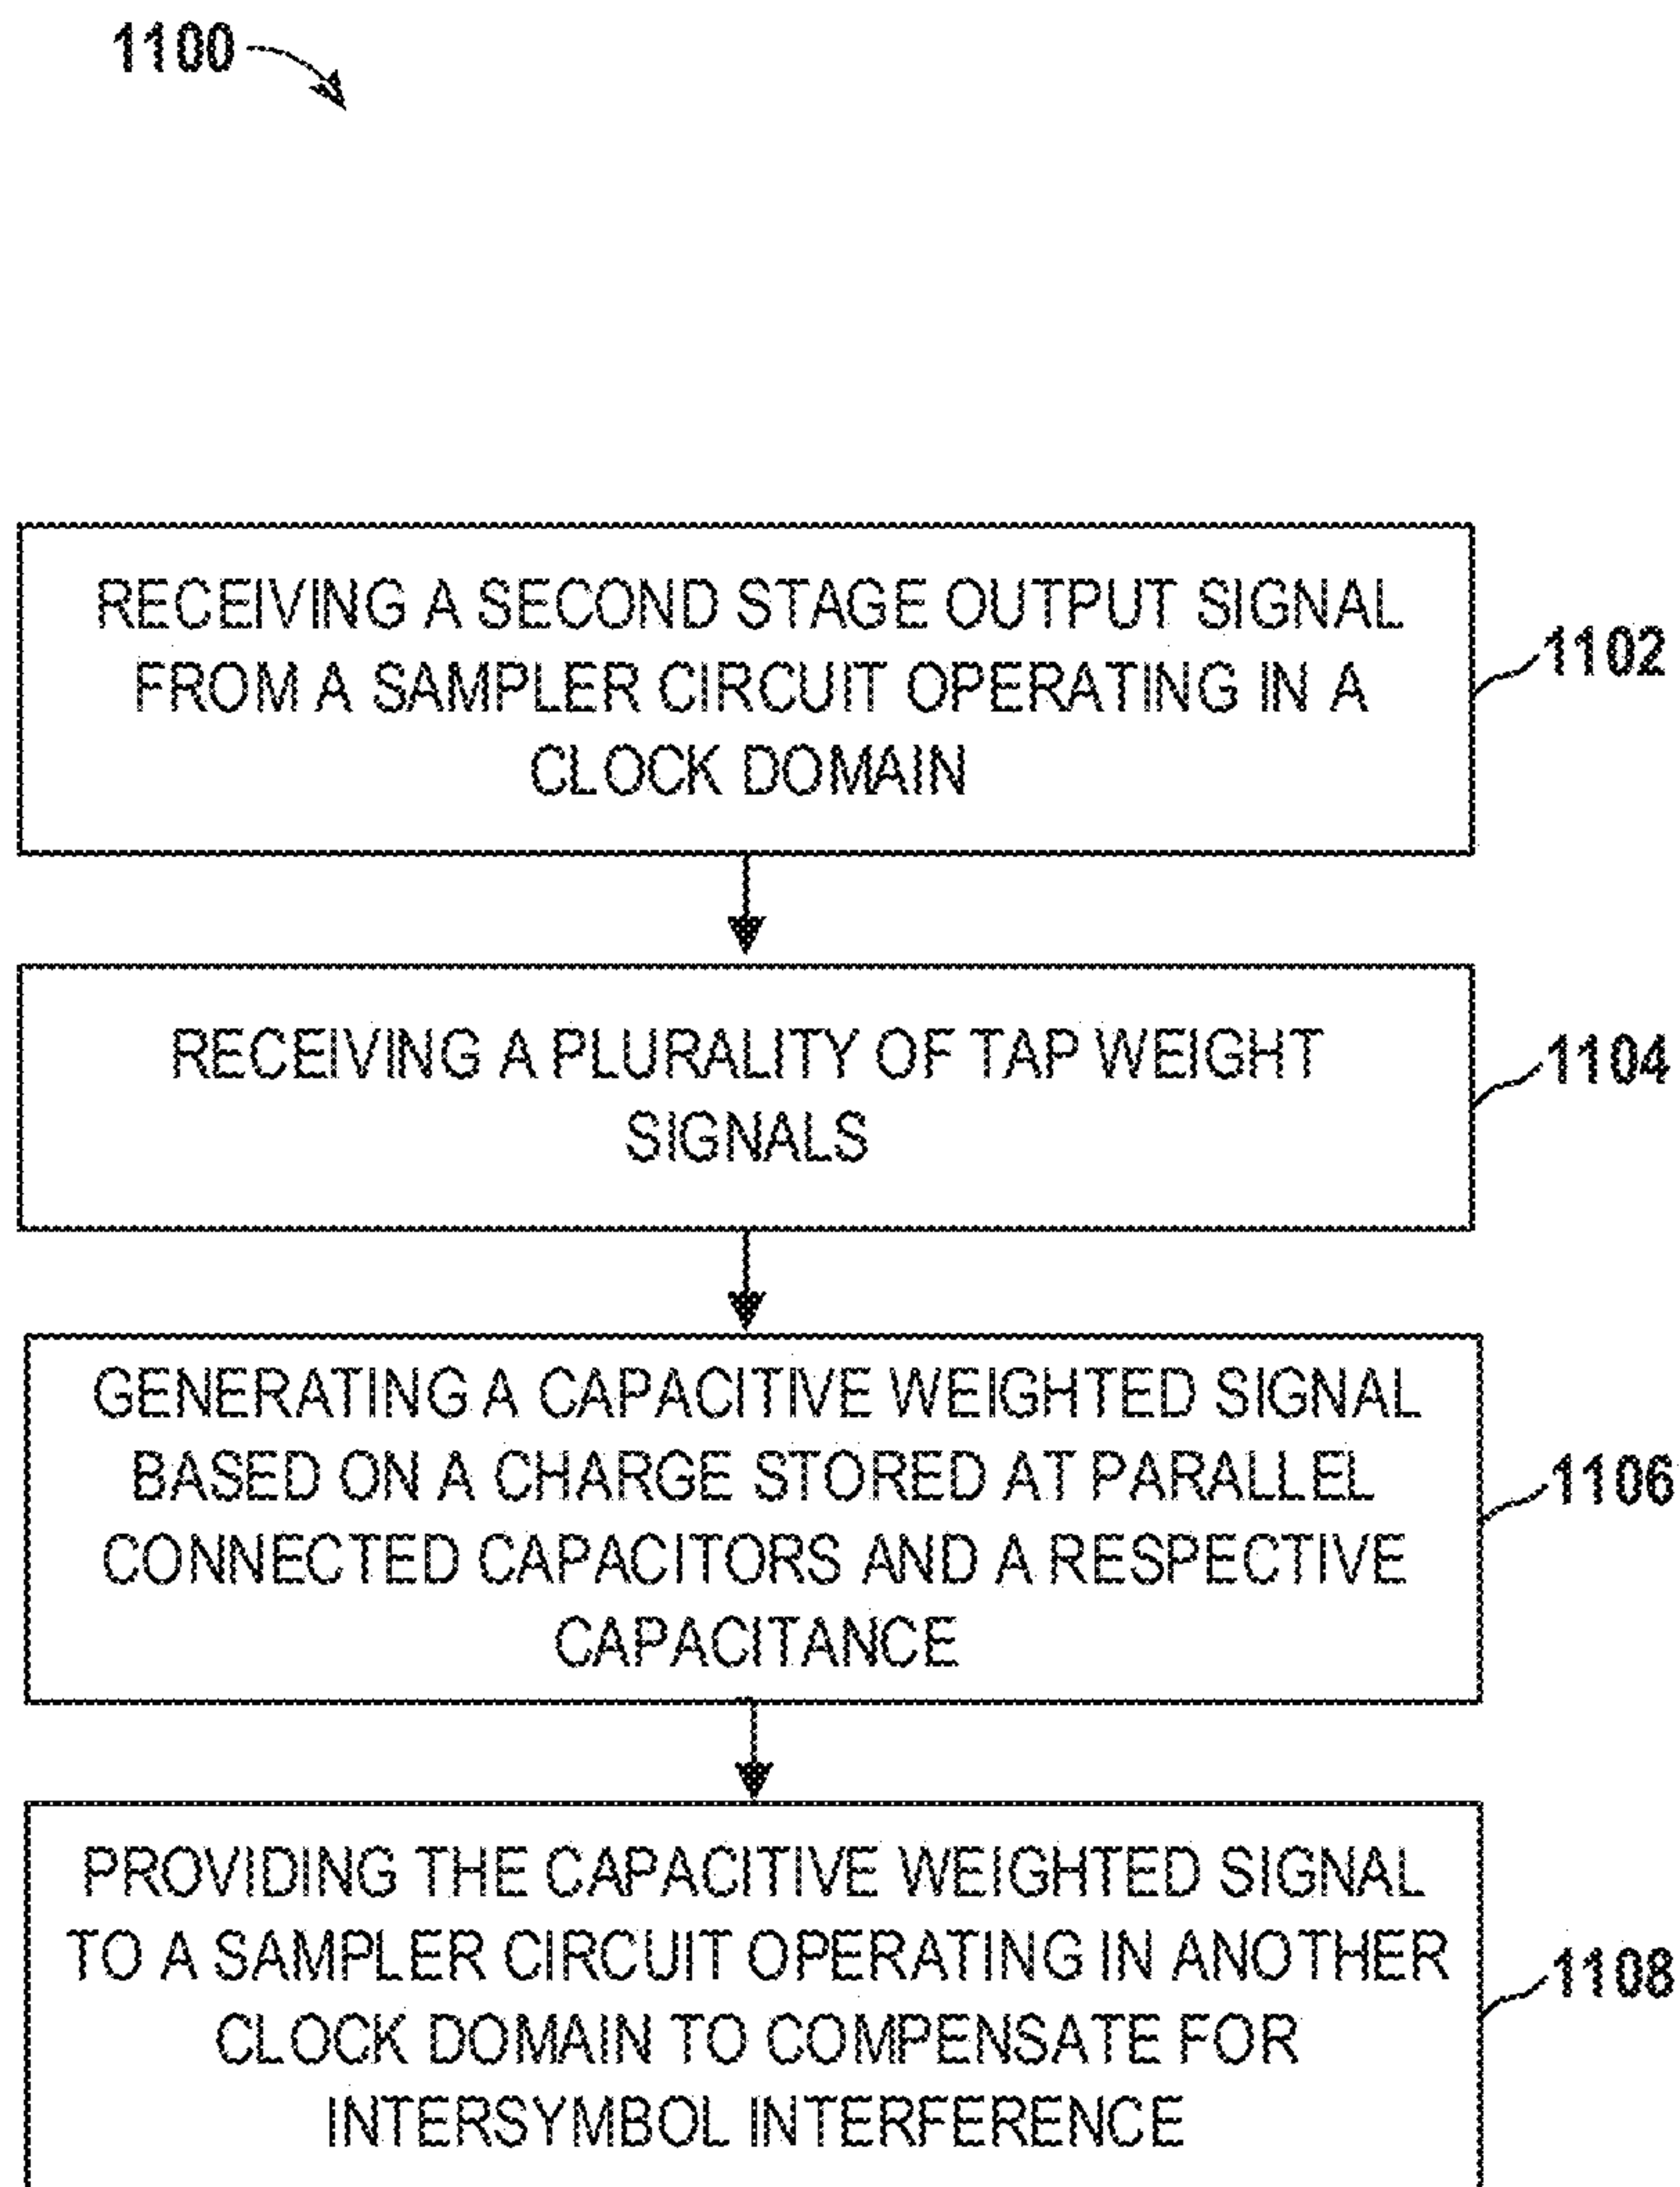 1100
RECEIVING A SECOND STAGE OUTPUT SIGNAL
FROM A SAMPLER CIRCUIT OPERATING IN A
CLOCK DOMAIN
1102
RECEIVING A PLURALITY OF TAP WEIGHT
SIGNALS
1104
GENERATING A CAPACITIVE WEIGHTED SIGNAL
BASED ON A CHARGE STORED AT PARALLEL
CONNECTED CAPACITORS AND A RESPECTIVE
CAPACITANCE
1106
PROVIDING THE CAPACITIVE WEIGHTED SIGNAL
TO A SAMPLER CIRCUIT OPERATING IN ANOTHER
CLOCK DOMAIN TO COMPENSATE FOR
INTERSYMBOL INTERFERENCE
1108